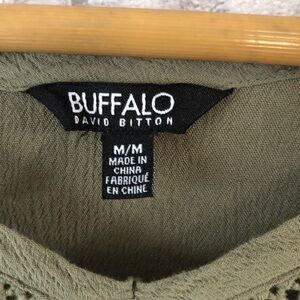 BUFFALO
DAVID BITTON
M/M
MADE IN
CHINA
FABRIQUÉ
EN CHINE